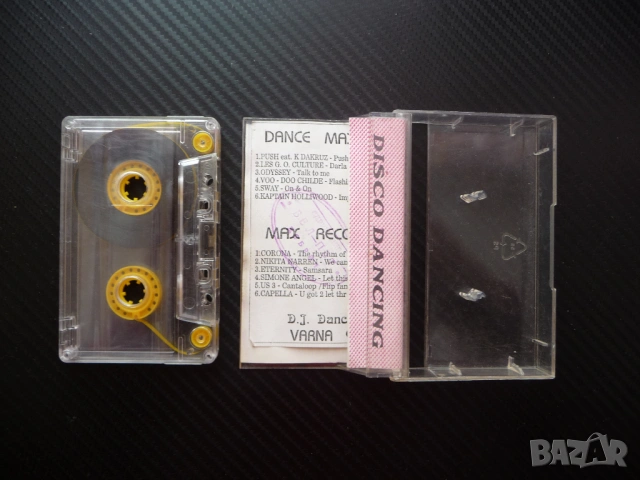 DANCE MA
1.PUSH eat. K DAKRUZ - Push
2.LES G. O. CULTURE - Darla
3.ODYSSEY - Talk to me
4.VOO - DOO CHILDE - Flashi
5.SWAY - On & On
6.KAPTAIN HOLLIWOOD - Im
MAX RECO
1.CORONA - The rhythm of
2.NIKITA WARREN - We can
3.ETERNITY - Samsara
4.SIMONE ANGEL - Let this
5.US 3 - Cantaloop /Flip fan
6.CAPELLA - U got 2 let thr
D.J. Danc
VARNA
DISCO DANCING
BAZAR